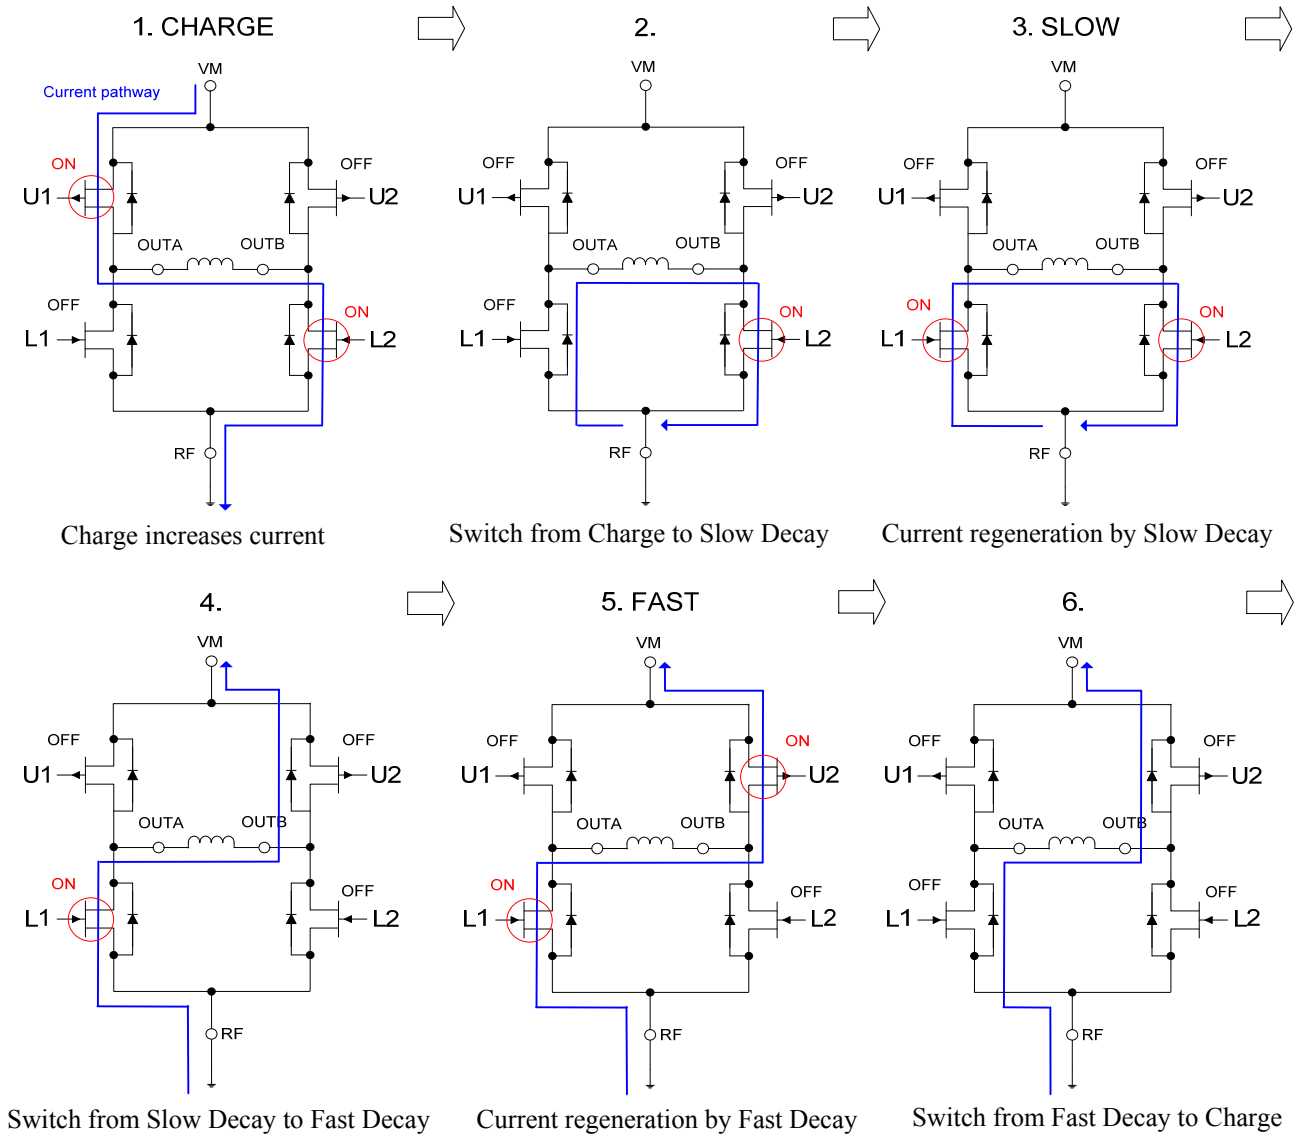 1. CHARGE
2.
3. SLOW
VM
VM
VM
Current pathway
ON
OFF
OFF
OFF
OFF
OFF
U1
U2
U1
U2
U1
U2
OUTA
OUTB
OUTA
OUTB
OUTA
OUTB
OFF
ON
OFF
ON
ON
ON
L1
L2
L1
L2
L1
L2
RF
RF
RF
Charge increases current
Switch from Charge to Slow Decay
Current regeneration by Slow Decay
4.
5. FAST
6.
VM
VM
VM
OFF
OFF
OFF
ON
OFF
OFF
U1
U2
U1
U2
U1
U2
OUTA
OUTB
OUTA
OUTB
OUTA
OUTB
ON
OFF
ON
OFF
OFF
OFF
L1
L2
L1
L2
L1
L2
RF
RF
RF
Switch from Slow Decay to Fast Decay
Current regeneration by Fast Decay
Switch from Fast Decay to Charge